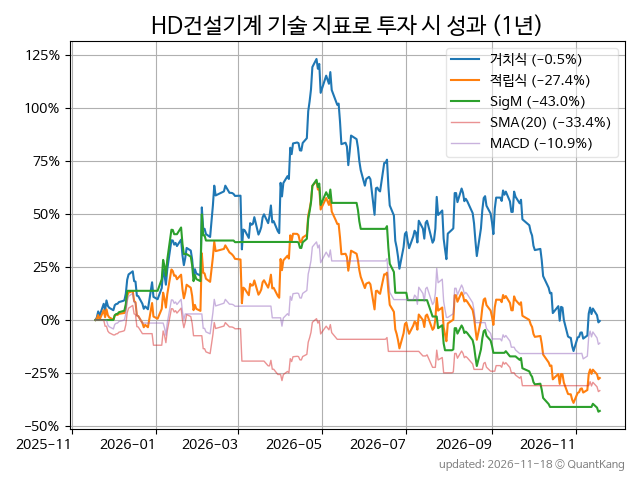 HD건설기계 기술 지표로 투자 시 성과 (1년)
125%
100%
75%
50%
25%
0%
−25%
−50%
거치식 (−0.5%)
적립식 (−27.4%)
SigM (−43.0%)
SMA(20) (−33.4%)
MACD (−10.9%)
2025-11
2026-01
2026-03
2026-05
2026-07
2026-09
2026-11
updated: 2026-11-18 © QuantKang